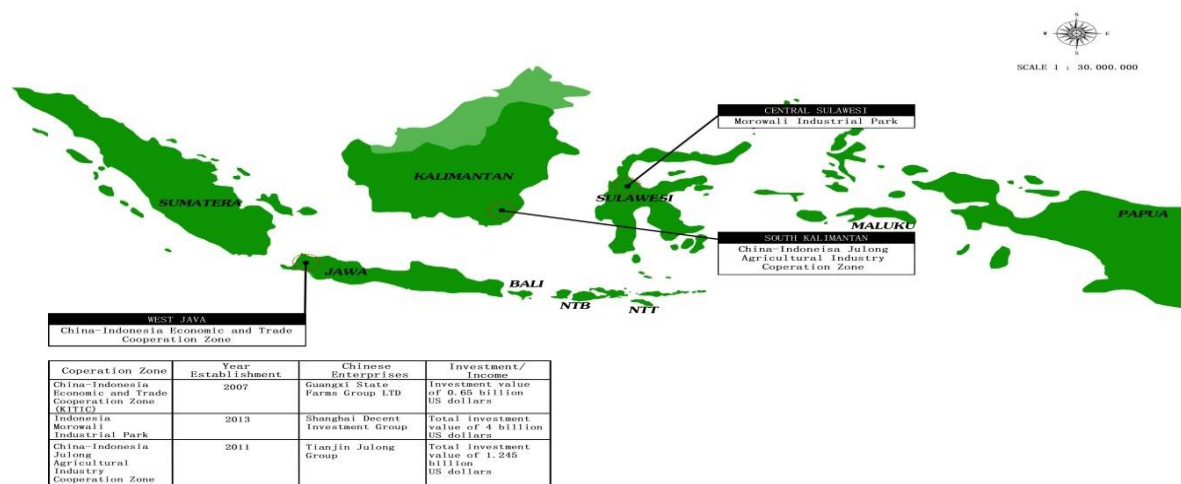 N
W E
S
SCALE 1 : 30.000.000
CENTRAL SULAWESI
Morowali Industrial Park
KALIMANTAN
SUMATERA
SULAWESI
PAPUA
MALUKU
SOUTH KALIMANTAN
China-Indoneisa Julong
Agricultural Industry
Coperation Zone
JAWA
BALI
NTB
NTT
WEST JAVA
China-Indonesia Economic and Trade
Cooperation Zone
Coperation Zone
Year
Establishment
Chinese
Enterprises
Investment/
Income
China-Indonesia
Economic and Trade
Cooperation Zone
(KITIC)
2007
Guangxi State
Farms Group LTD
Investment value
of 0.65 billion
US dollars
Indonesia
Morowali
Industrial Park
2013
Shanghai Decent
Investment Group
Total investment
value of 4 billion
US dollars
China-Indonesia
Julong
Agricultural
Industry
Cooperation Zone
2011
Tianjin Julong
Group
Total investment
value of 1.245
billion
US dollars